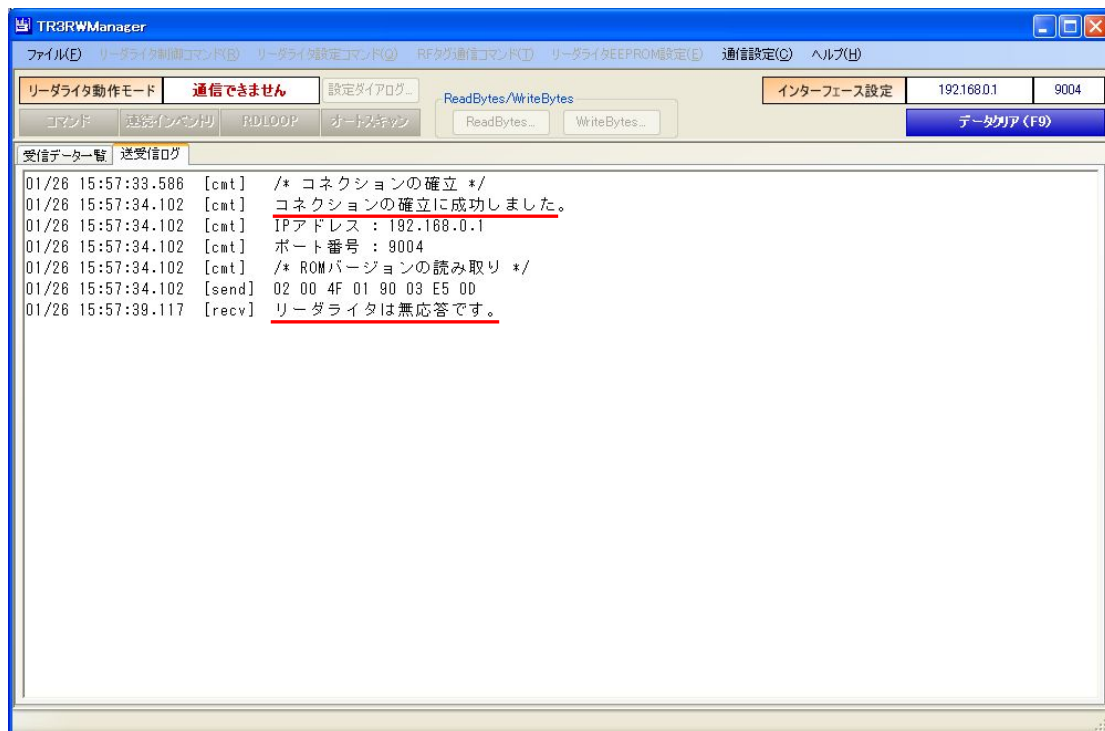 TR3RWManager
ファイル(F) リーダライタ制御コマンド(R) リーダライタ設定コマンド(Q) RFタグ通信コマンド(T) リーダライタEEPROM設定(E) 通信設定(C) ヘルプ(H)
リーダライタ動作モード 通信できません 設定ダイアログ... ReadBytes/WriteBytes インターフェース設定 192.168.0.1 9004
コマンド 連続インベントリ RDLOOP オートスキャン ReadBytes... WriteBytes... データクリア(F9)
受信データ一覧 送受信ログ
01/26 15:57:33.586 [cmt] /* コネクションの確立 */
01/26 15:57:34.102 [cmt] コネクションの確立に成功しました。
01/26 15:57:34.102 [cmt] IPアドレス : 192.168.0.1
01/26 15:57:34.102 [cmt] ポート番号 : 9004
01/26 15:57:34.102 [cmt] /* ROMバージョンの読み取り */
01/26 15:57:34.102 [send] 02 00 4F 01 90 03 E5 0D
01/26 15:57:39.117 [recv] リーダライタは無応答です。